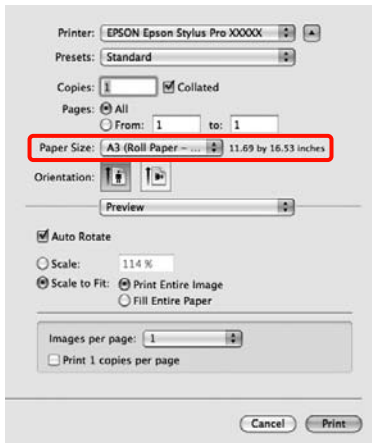 Printer: EPSON Epson Stylus Pro XXXXX
Presets: Standard
Copies: 1 Collated
Pages: All
From: 1 to: 1
Paper Size: A3 (Roll Paper – ... 11.69 by 16.53 inches
Orientation:
Preview
Auto Rotate
Scale: 114 %
Scale to Fit: Print Entire Image
Fill Entire Paper
Images per page: 1
Print 1 copies per page
Cancel Print